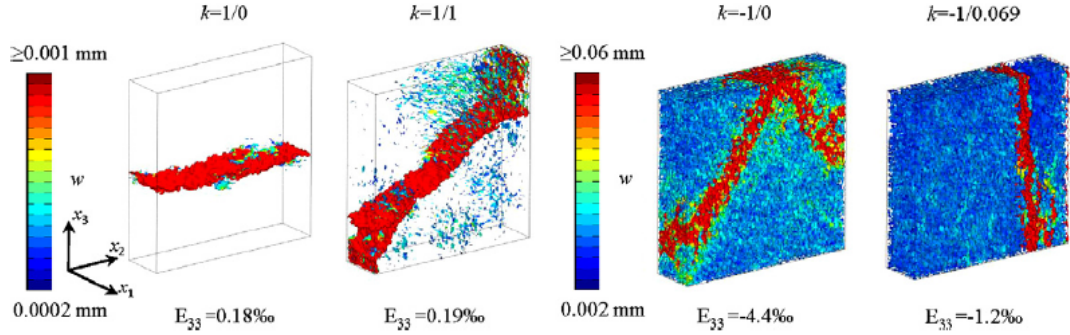 k=1/0 k=1/1 k=-1/0 k=-1/0.069
≥0.001 mm ≥0.06 mm
w w
x3
x2
x1
0.0002 mm 0.002 mm
E33 =0.18‰ E33 =0.19‰ E33 =-4.4‰ E33 =-1.2‰